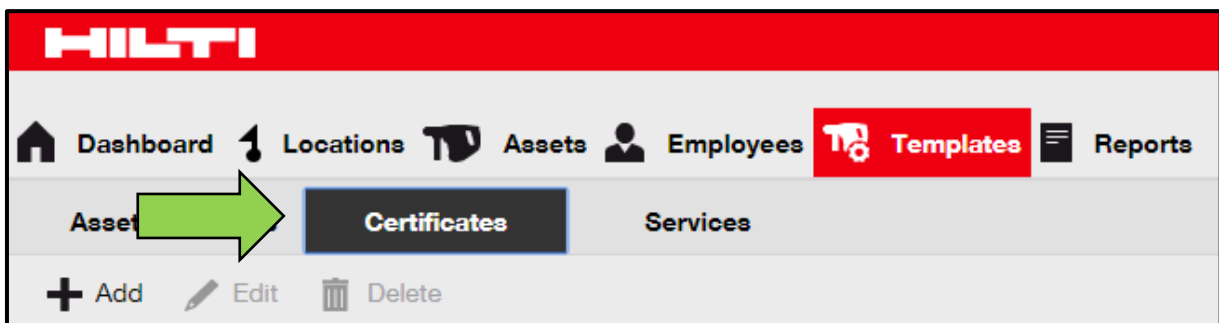 HILTI
Dashboard Locations Assets Employees Templates Reports
Certificates Services
Add Edit Delete